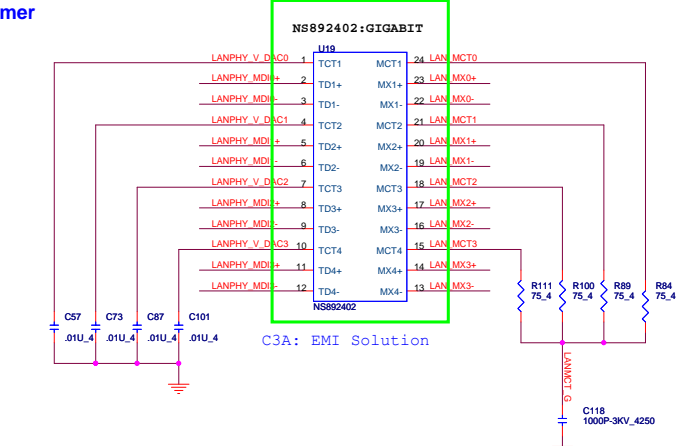 mer
NS892402:GIGABIT
U19
LANPHY_V_DAC0 1 TCT1 MCT1 24 LAN_MCT0
LANPHY_MDI0+ 2 TD1+ MX1+ 23 LAN_MX0+
LANPHY_MDI0- 3 TD1- MX1- 22 LAN_MX0-
LANPHY_V_DAC1 4 TCT2 MCT2 21 LAN_MCT1
LANPHY_MDI1+ 5 TD2+ MX2+ 20 LAN_MX1+
LANPHY_MDI1- 6 TD2- MX2- 19 LAN_MX1-
LANPHY_V_DAC2 7 TCT3 MCT3 18 LAN_MCT2
LANPHY_MDI2+ 8 TD3+ MX3+ 17 LAN_MX2+
LANPHY_MDI2- 9 TD3- MX3- 16 LAN_MX2-
LANPHY_V_DAC3 10 TCT4 MCT4 15 LAN_MCT3
LANPHY_MDI3+ 11 TD4+ MX4+ 14 LAN_MX3+
LANPHY_MDI3- 12 TD4- MX4- 13 LAN_MX3-
NS892402
R111 R100 R89 R84
75_4 75_4 75_4 75_4
C57 C73 C87 C101
.01U_4 .01U_4 .01U_4 .01U_4
C3A: EMI Solution
LANMCT_G
C118
1000P-3KV_4250